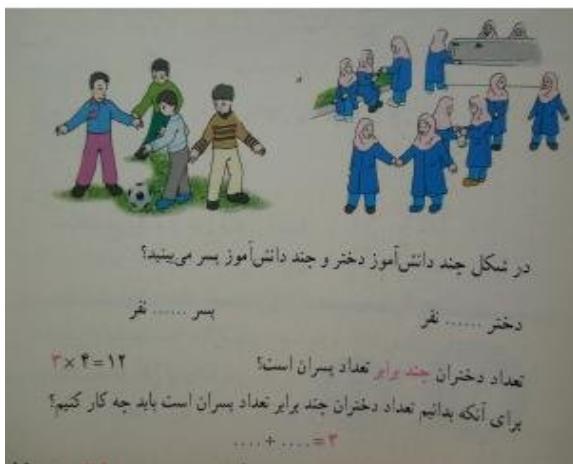 در شکل چند دانش‌آموز دختر و چند دانش‌آموز پسر می‌بینید؟
دختر ...... نفر پسر ...... نفر
تعداد دختران چند برابر تعداد پسران است؟ ۳×۴=۱۲
برای آنکه بدانیم تعداد دختران چند برابر تعداد پسران است باید چه کار کنیم؟
.... ÷ .... = ۳